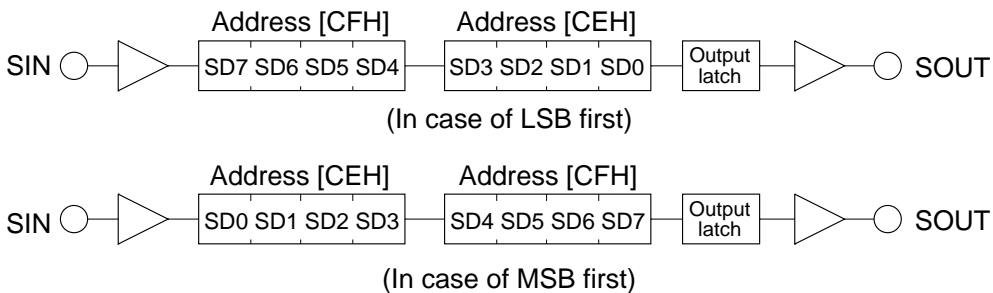 Address [CFH] Address [CEH]
SIN SD7 SD6 SD5 SD4 SD3 SD2 SD1 SD0 Output latch SOUT
(In case of LSB first)
Address [CEH] Address [CFH]
SIN SD0 SD1 SD2 SD3 SD4 SD5 SD6 SD7 Output latch SOUT
(In case of MSB first)